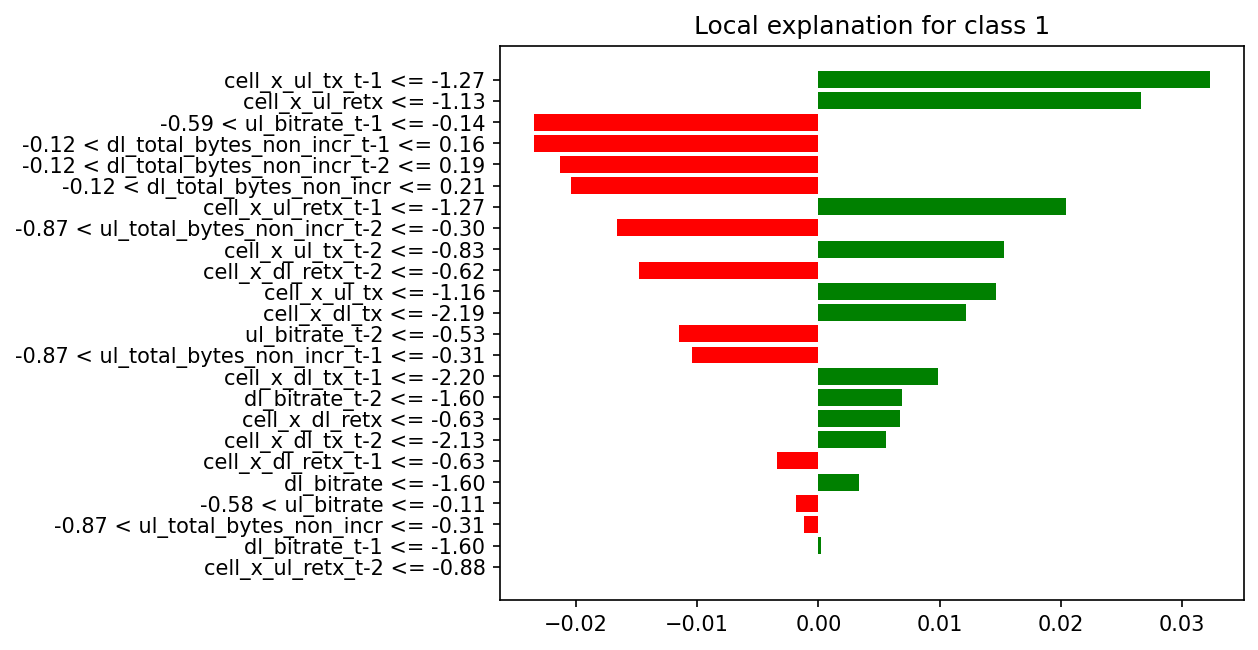 Local explanation for class 1
cell_x_ul_tx_t-1 <= -1.27
cell_x_ul_retx <= -1.13
-0.59 < ul_bitrate_t-1 <= -0.14
-0.12 < dl_total_bytes_non_incr_t-1 <= 0.16
-0.12 < dl_total_bytes_non_incr_t-2 <= 0.19
-0.12 < dl_total_bytes_non_incr <= 0.21
cell_x_ul_retx_t-1 <= -1.27
-0.87 < ul_total_bytes_non_incr_t-2 <= -0.30
cell_x_ul_tx_t-2 <= -0.83
cell_x_dl_retx_t-2 <= -0.62
cell_x_ul_tx <= -1.16
cell_x_dl_tx <= -2.19
ul_bitrate_t-2 <= -0.53
-0.87 < ul_total_bytes_non_incr_t-1 <= -0.31
cell_x_dl_tx_t-1 <= -2.20
dl_bitrate_t-2 <= -1.60
cell_x_dl_retx <= -0.63
cell_x_dl_tx_t-2 <= -2.13
cell_x_dl_retx_t-1 <= -0.63
dl_bitrate <= -1.60
-0.58 < ul_bitrate <= -0.11
-0.87 < ul_total_bytes_non_incr <= -0.31
dl_bitrate_t-1 <= -1.60
cell_x_ul_retx_t-2 <= -0.88
−0.02 −0.01 0.00 0.01 0.02 0.03